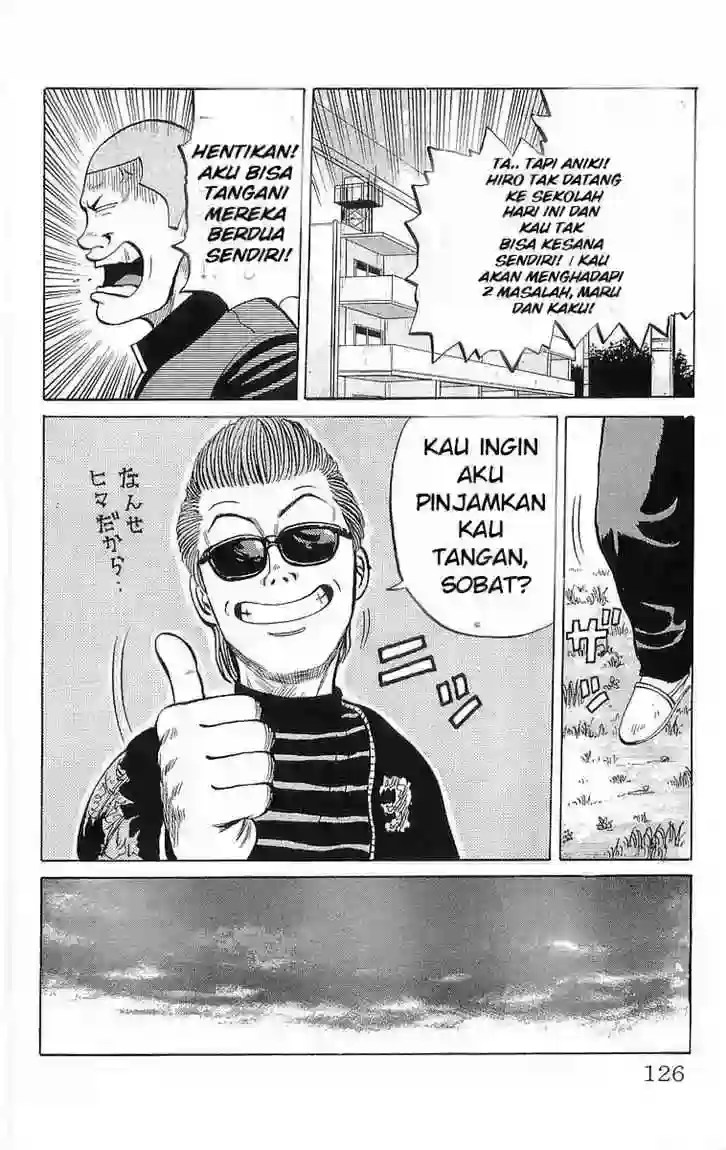 TA.. TAPI ANIKI!
HIRO TAK DATANG
KE SEKOLAH
HARI INI DAN
KAU TAK
BISA KESANA
SENDIRI! KAU
AKAN MENGHADAPI
2 MASALAH, MARU
DAN KAKU!
HENTIKAN!
AKU BISA
TANGANI
MEREKA
BERDUA
SENDIRI!
ザッ
KAU INGIN
AKU
PINJAMKAN
KAU
TANGAN,
SOBAT?
ニッ
なんせ
ヒマだから‥
126